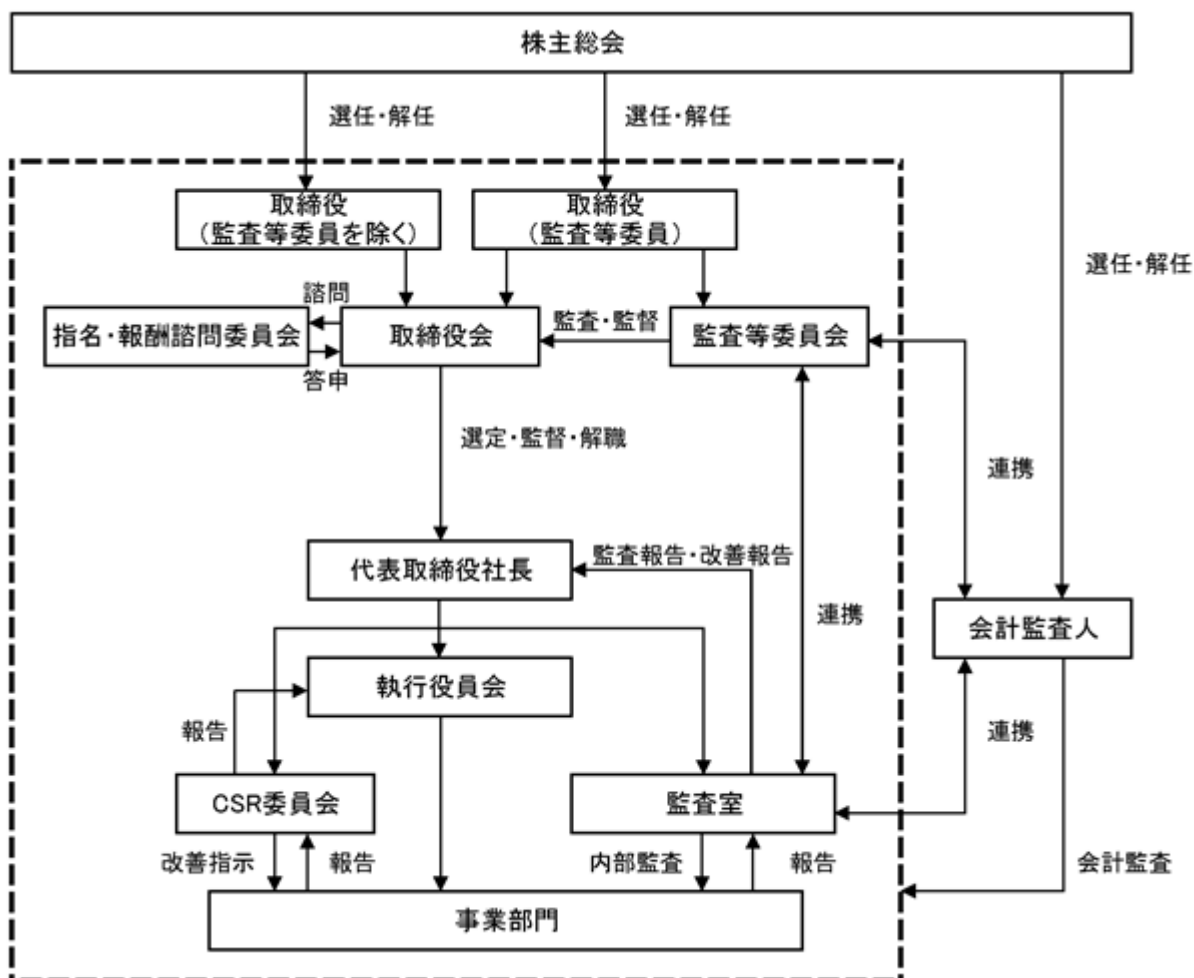 株主総会
選任・解任
選任・解任
選任・解任
取締役
（監査等委員を除く）
取締役
（監査等委員）
諮問
指名・報酬諮問委員会
取締役会
監査・監督
監査等委員会
答申
選定・監督・解職
連携
代表取締役社長
監査報告・改善報告
連携
会計監査人
執行役員会
報告
連携
CSR委員会
監査室
改善指示
報告
内部監査
報告
会計監査
事業部門